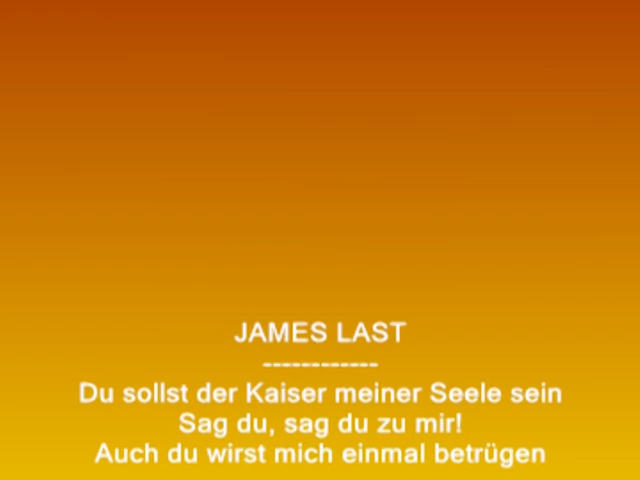 JAMES LAST
------------
Du sollst der Kaiser meiner Seele sein
Sag du, sag du zu mir!
Auch du wirst mich einmal betrügen